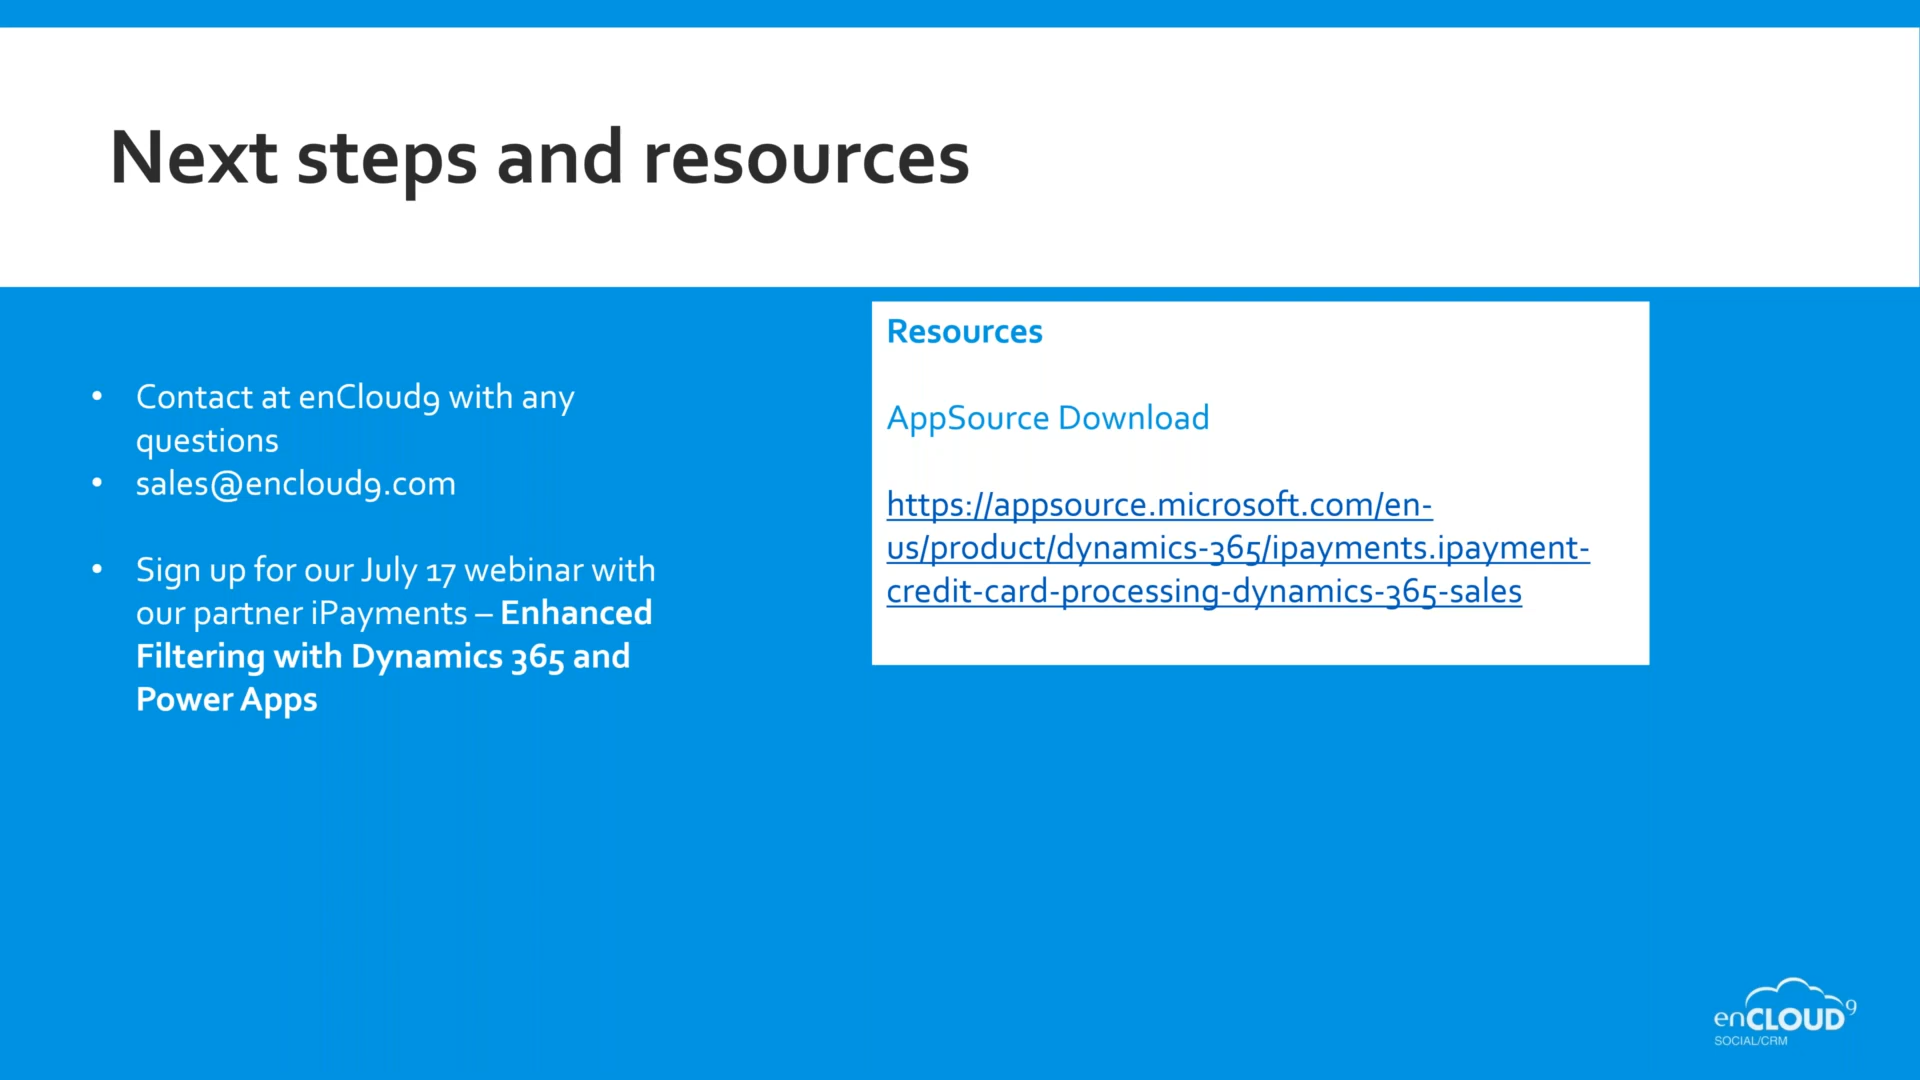 Next steps and resources
• Contact at enCloud9 with any
questions
• sales@encloud9.com
• Sign up for our July 17 webinar with
our partner iPayments – Enhanced
Filtering with Dynamics 365 and
Power Apps
Resources
AppSource Download
https://appsource.microsoft.com/en-
us/product/dynamics-365/ipayments.ipayment-
credit-card-processing-dynamics-365-sales
enCLOUD9
SOCIAL/CRM